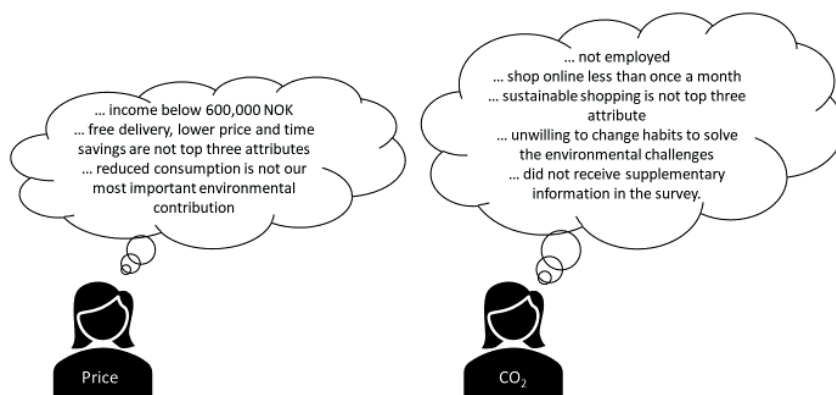 ... income below 600,000 NOK
... free delivery, lower price and time
savings are not top three attributes
... reduced consumption is not our
most important environmental
contribution
Price
... not employed
... shop online less than once a month
... sustainable shopping is not top three
attribute
... unwilling to change habits to solve
the environmental challenges
... did not receive supplementary
information in the survey.
CO₂